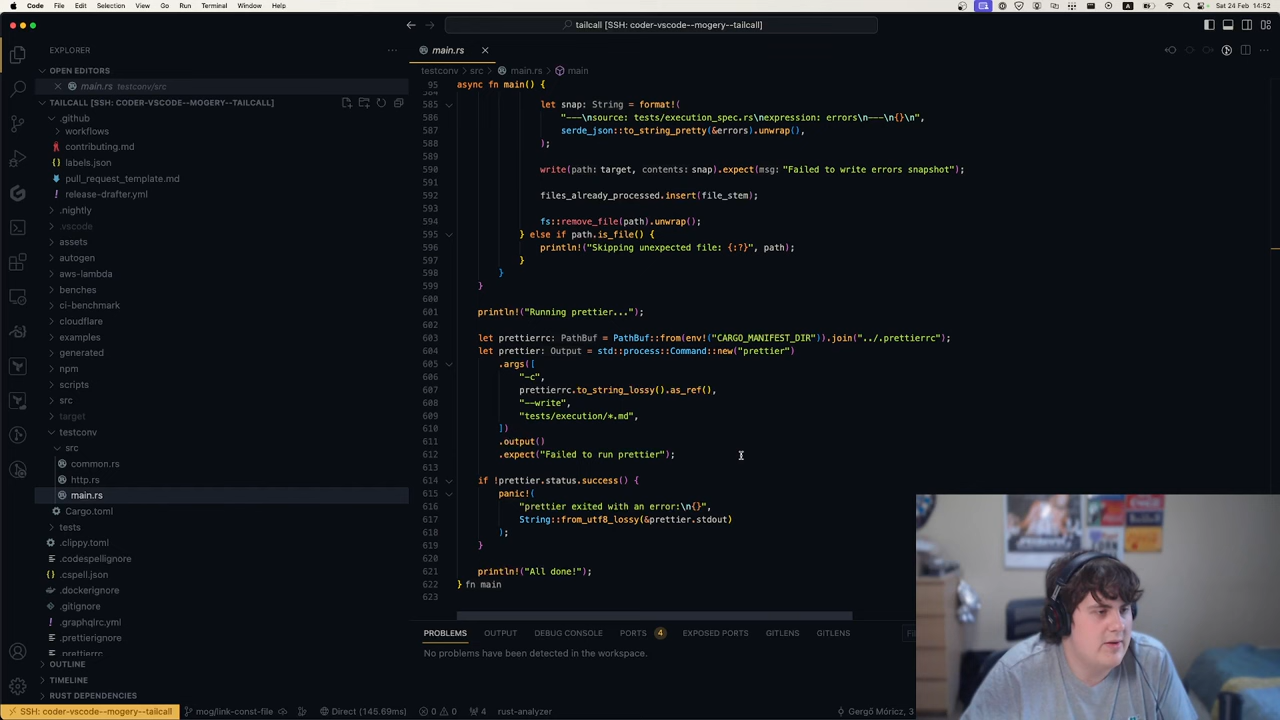 Code File Edit Selection View Go Run Terminal Window Help
A
Sat 24 Feb 14:52
tailcall [SSH: coder-vscode--mogery--tailcall]
EXPLORER
OPEN EDITORS
main.rs testconv/src
TAILCALL [SSH: CODER-VSCODE--MOGERY--TAILCALL]
.github
workflows
contributing.md
labels.json
pull_request_template.md
release-drafter.yml
.nightly
.vscode
assets
autogen
aws-lambda
benches
ci-benchmark
cloudflare
examples
generated
npm
scripts
src
target
testconv
src
common.rs
http.rs
main.rs
Cargo.toml
tests
.clippy.toml
.codespellignore
.cspell.json
.dockerignore
.gitignore
.graphqlrc.yml
.prettierignore
.prettierrc
OUTLINE
TIMELINE
RUST DEPENDENCIES
main.rs
testconv > src > main.rs > main
95 async fn main() {
584
585 let snap: String = format!(
586 "---\nsource: tests/execution_spec.rs\nexpression: errors\n---\n{}\n",
587 serde_json::to_string_pretty(&errors).unwrap(),
588 );
589
590 write(path: target, contents: snap).expect(msg: "Failed to write errors snapshot");
591
592 files_already_processed.insert(file_stem);
593
594 fs::remove_file(path).unwrap();
595 } else if path.is_file() {
596 println!("Skipping unexpected file: {:?}", path);
597 }
598 }
599 }
600
601 println!("Running prettier...");
602
603 let prettierrc: PathBuf = PathBuf::from(env!("CARGO_MANIFEST_DIR")).join("../.prettierrc");
604 let prettier: Output = std::process::Command::new("prettier")
605 .args([
606 "-c",
607 prettierrc.to_string_lossy().as_ref(),
608 "--write",
609 "tests/execution/*.md",
610 ])
611 .output()
612 .expect("Failed to run prettier");
613
614 if !prettier.status.success() {
615 panic!(
616 "prettier exited with an error:\n{}",
617 String::from_utf8_lossy(&prettier.stdout)
618 );
619 }
620
621 println!("All done!");
622 } fn main
623
PROBLEMS OUTPUT DEBUG CONSOLE PORTS 4 EXPOSED PORTS GITLENS GITLENS
No problems have been detected in the workspace.
SSH: coder-vscode--mogery--tailcall mog/link-const-file Direct (145.69ms) 0 0 4 rust-analyzer Gergő Móricz, 3